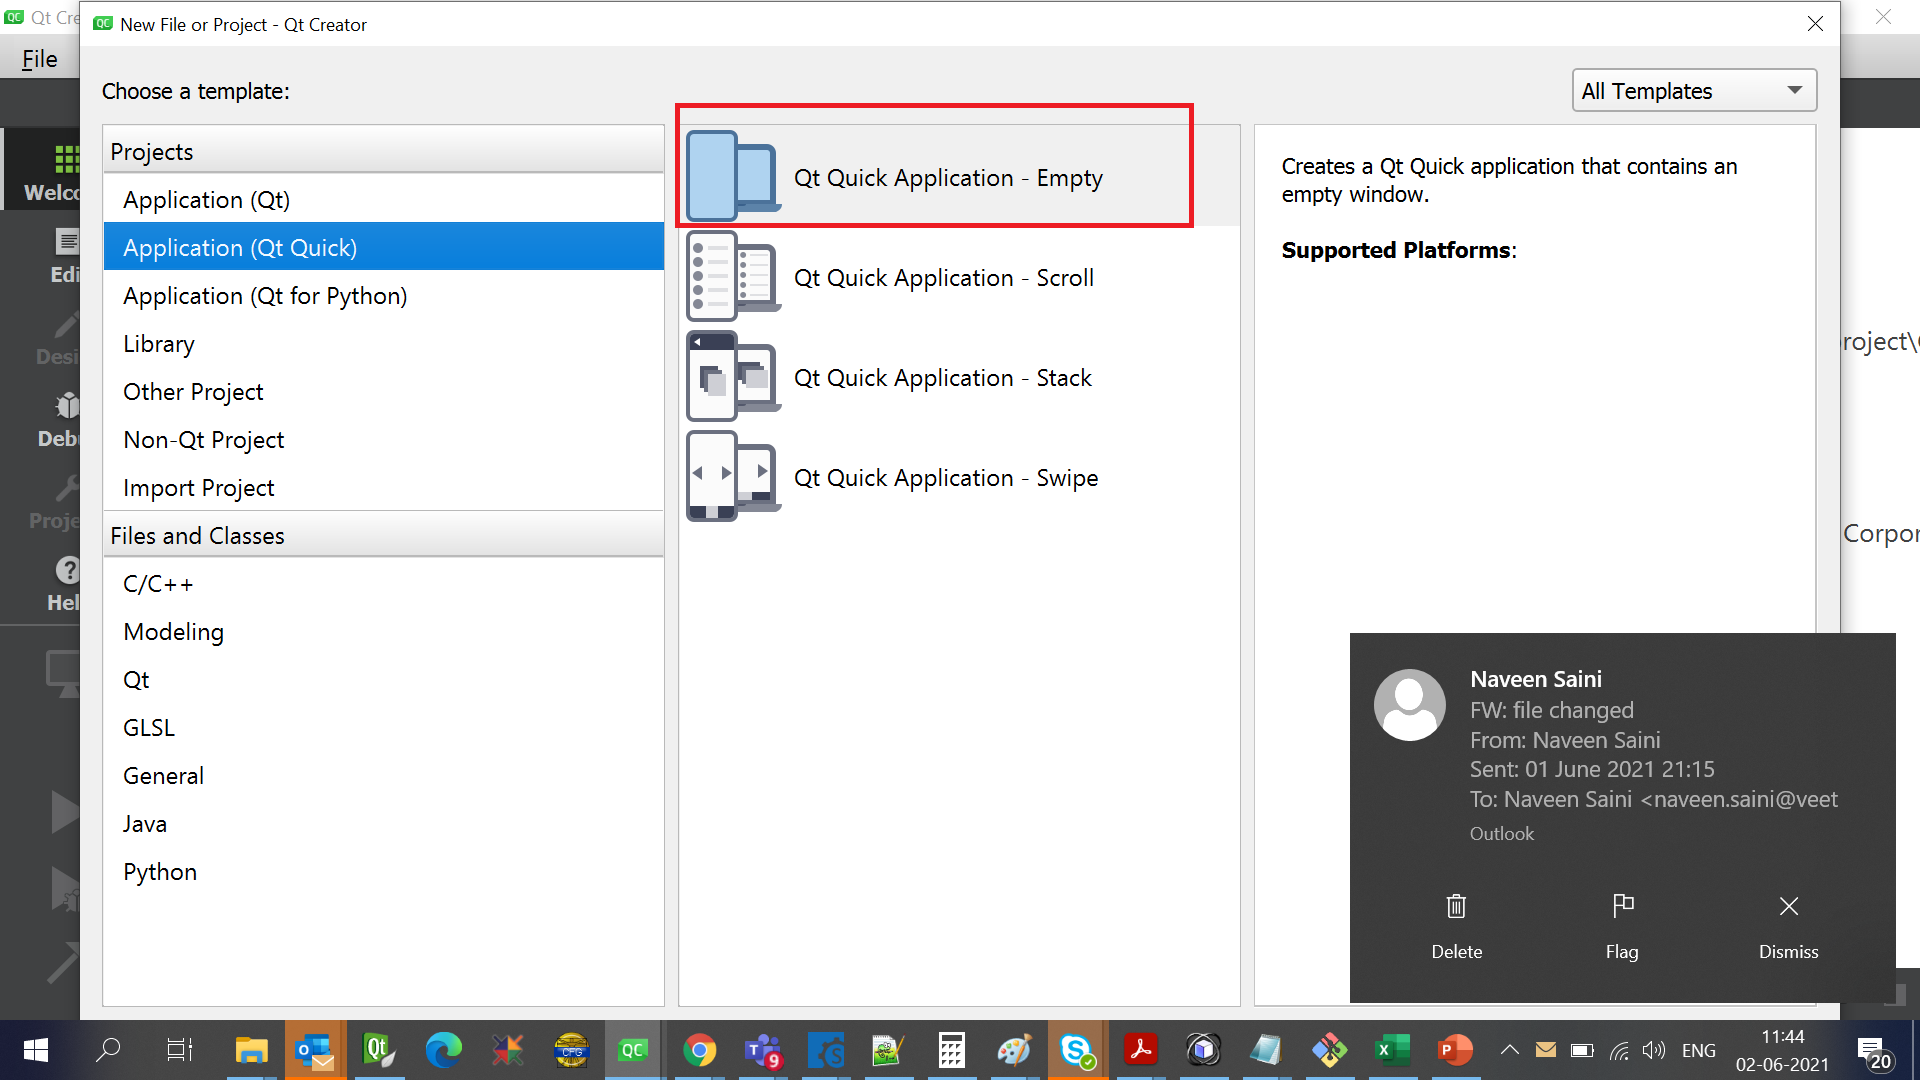 Qt Cre
New File or Project - Qt Creator
File
Choose a template:
All Templates
Projects
Application (Qt)
Application (Qt Quick)
Application (Qt for Python)
Library
Other Project
Non-Qt Project
Import Project
Files and Classes
C/C++
Modeling
Qt
GLSL
General
Java
Python
Qt Quick Application - Empty
Qt Quick Application - Scroll
Qt Quick Application - Stack
Qt Quick Application - Swipe
Creates a Qt Quick application that contains an
empty window.
Supported Platforms:
Welco
Edi
Desi
Debu
Proje
Hel
roject\
Corpor
Naveen Saini
FW: file changed
From: Naveen Saini
Sent: 01 June 2021 21:15
To: Naveen Saini <naveen.saini@veet
Outlook
Delete
Flag
Dismiss
9
ENG
11:44
02-06-2021
20